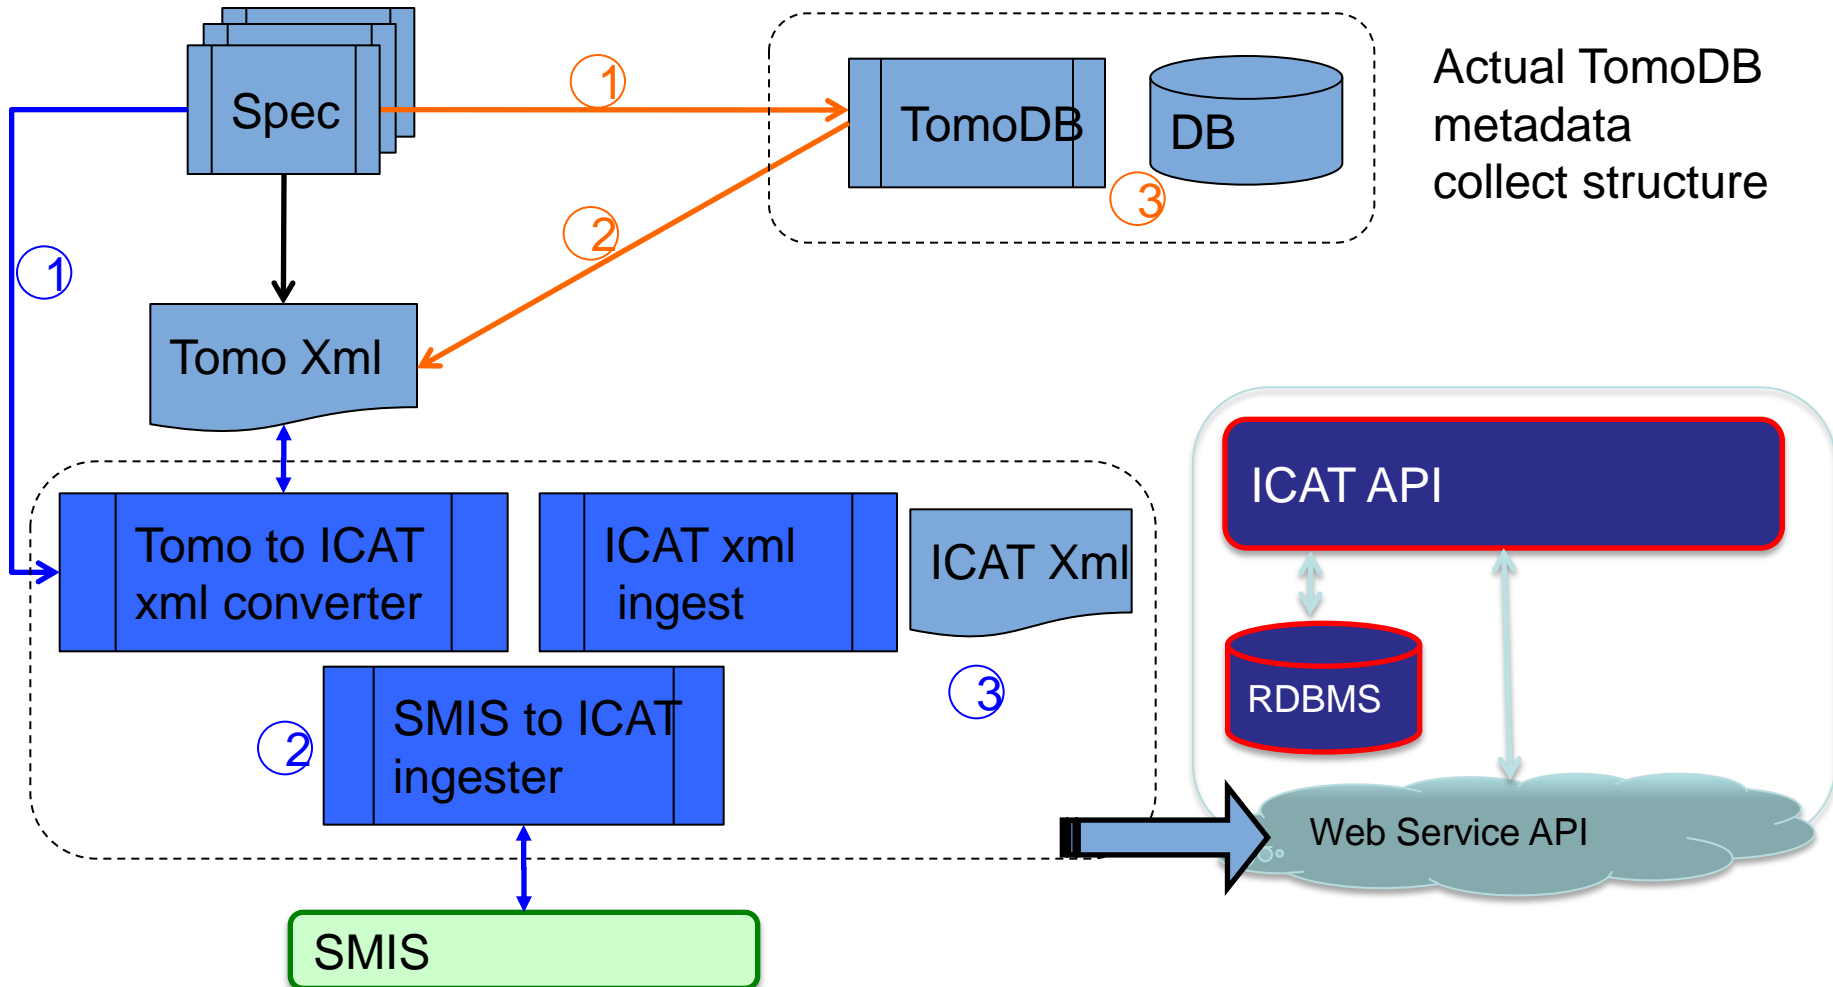 Spec
1
TomoDB
DB
3
Actual TomoDB
metadata
collect structure
2
1
Tomo Xml
Tomo to ICAT
xml converter
ICAT xml
ingest
ICAT Xml
3
SMIS to ICAT
ingester
2
SMIS
ICAT API
RDBMS
Web Service API